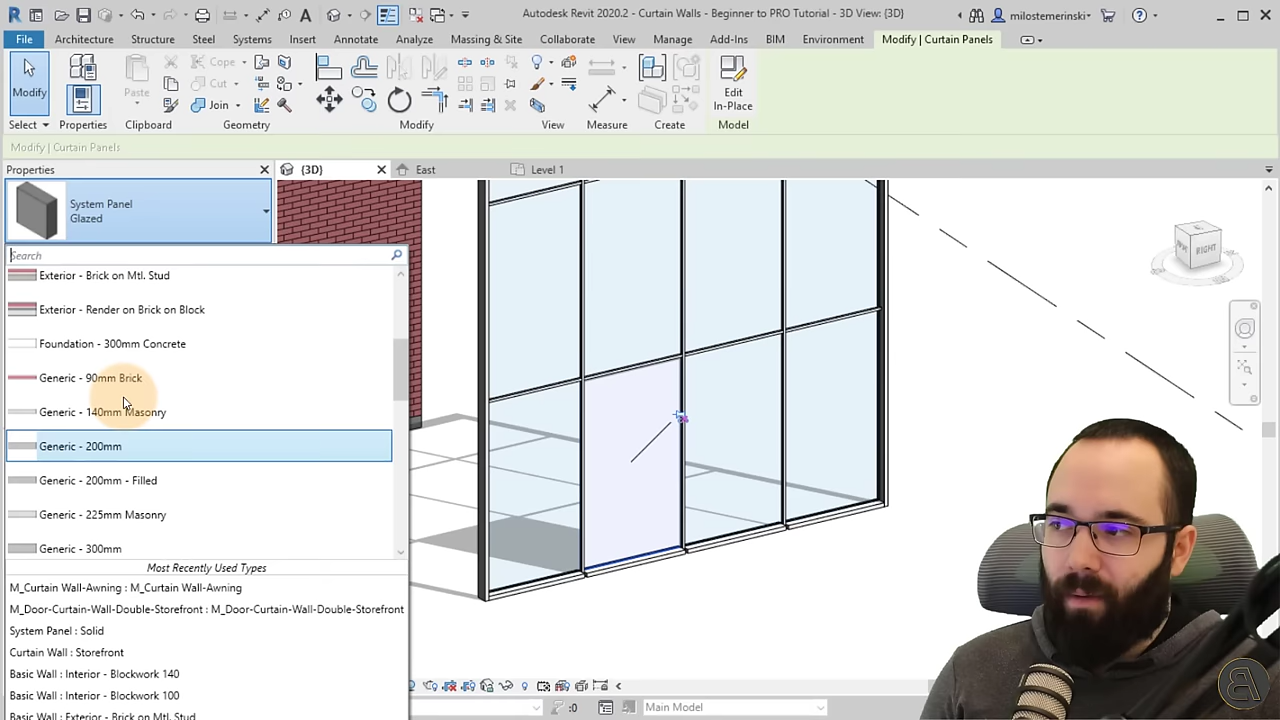 Autodesk Revit 2020.2 - Curtain Walls - Beginner to PRO Tutorial - 3D View: {3D}
milostemerinski
File
Architecture
Structure
Steel
Systems
Insert
Annotate
Analyze
Massing & Site
Collaborate
View
Manage
Add-Ins
BIM
Environment
Modify | Curtain Panels
Modify
Paste
Cope
Cut
Join
Edit
In-Place
Select
Properties
Clipboard
Geometry
Modify
View
Measure
Create
Model
Modify | Curtain Panels
Properties
{3D}
East
Level 1
System Panel
Glazed
Search
Exterior - Brick on Mtl. Stud
Exterior - Render on Brick on Block
Foundation - 300mm Concrete
Generic - 90mm Brick
Generic - 140mm Masonry
Generic - 200mm
Generic - 200mm - Filled
Generic - 225mm Masonry
Generic - 300mm
Most Recently Used Types
M_Curtain Wall-Awning : M_Curtain Wall-Awning
M_Door-Curtain-Wall-Double-Storefront : M_Door-Curtain-Wall-Double-Storefront
System Panel : Solid
Curtain Wall : Storefront
Basic Wall : Interior - Blockwork 140
Basic Wall : Interior - Blockwork 100
Basic Wall : Exterior - Brick on Mtl. Stud
RIGHT
:0
Main Model